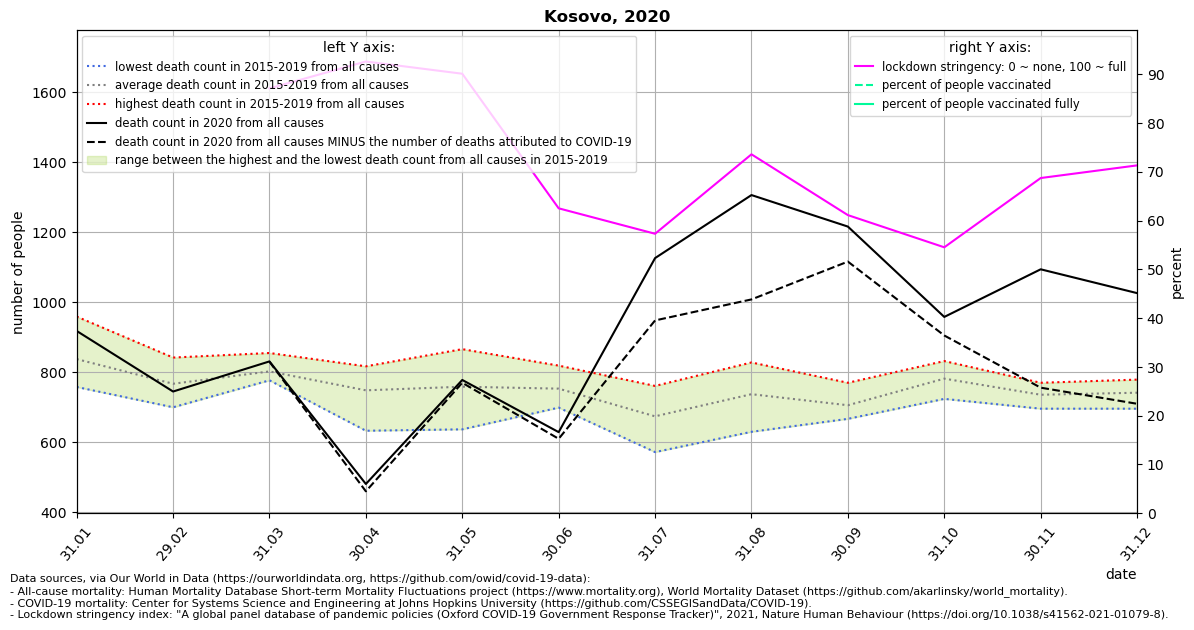 Kosovo, 2020
left Y axis:
lowest death count in 2015-2019 from all causes
average death count in 2015-2019 from all causes
highest death count in 2015-2019 from all causes
death count in 2020 from all causes
death count in 2020 from all causes MINUS the number of deaths attributed to COVID-19
range between the highest and the lowest death count from all causes in 2015-2019
right Y axis:
lockdown stringency: 0 ~ none, 100 ~ full
percent of people vaccinated
percent of people vaccinated fully
number of people
1600
1400
1200
1000
800
600
400
percent
90
80
70
60
50
40
30
20
10
0
31.01
29.02
31.03
30.04
31.05
30.06
31.07
31.08
30.09
31.10
30.11
31.12
date
Data sources, via Our World in Data (https://ourworldindata.org, https://github.com/owid/covid-19-data):
- All-cause mortality: Human Mortality Database Short-term Mortality Fluctuations project (https://www.mortality.org), World Mortality Dataset (https://github.com/akarlinsky/world_mortality).
- COVID-19 mortality: Center for Systems Science and Engineering at Johns Hopkins University (https://github.com/CSSEGISandData/COVID-19).
- Lockdown stringency index: "A global panel database of pandemic policies (Oxford COVID-19 Government Response Tracker)", 2021, Nature Human Behaviour (https://doi.org/10.1038/s41562-021-01079-8).